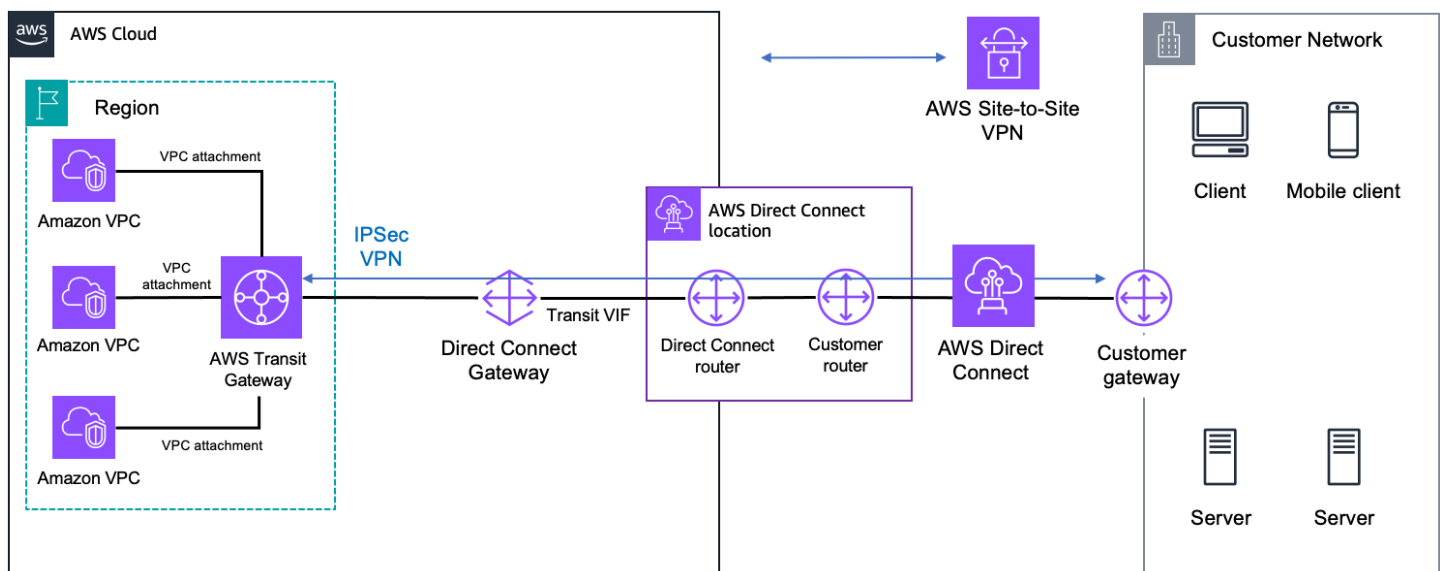 aws
AWS Cloud
Region
VPC attachment
Amazon VPC
VPC
attachment
Amazon VPC
AWS Transit
Gateway
VPC attachment
Amazon VPC
IPSec
VPN
Direct Connect
Gateway
Transit VIF
AWS Direct Connect
location
Direct Connect
router
Customer
router
AWS Site-to-Site
VPN
AWS Direct
Connect
Customer
gateway
Customer Network
Client
Mobile client
Server
Server